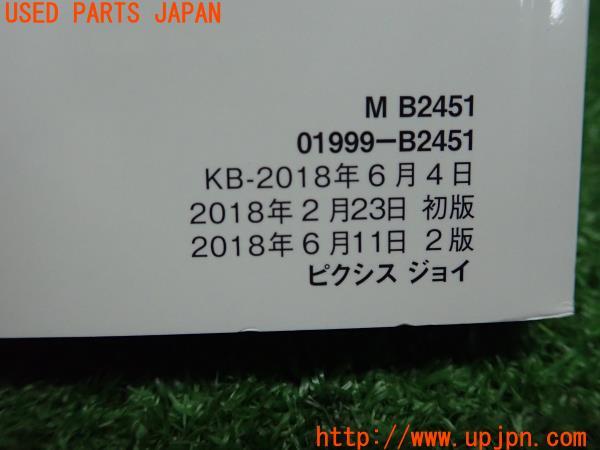 USED PARTS JAPAN
M B2451
01999-B2451
KB-2018年6月4日
2018年2月23日 初版
2018年6月11日 2版
ピクシス ジョイ
http://www.upjpn.com